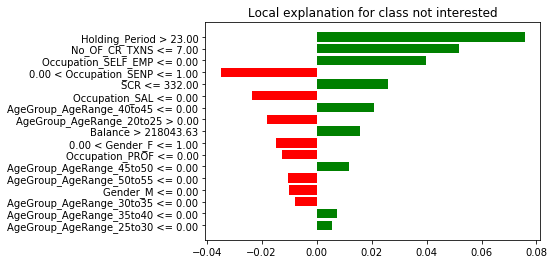 Local explanation for class not interested
Holding_Period > 23.00
No_OF_CR_TXNS <= 7.00
Occupation_SELF_EMP <= 0.00
0.00 < Occupation_SENP <= 1.00
SCR <= 332.00
Occupation_SAL <= 0.00
AgeGroup_AgeRange_40to45 <= 0.00
AgeGroup_AgeRange_20to25 > 0.00
Balance > 218043.63
0.00 < Gender_F <= 1.00
Occupation_PROF <= 0.00
AgeGroup_AgeRange_45to50 <= 0.00
AgeGroup_AgeRange_50to55 <= 0.00
Gender_M <= 0.00
AgeGroup_AgeRange_30to35 <= 0.00
AgeGroup_AgeRange_35to40 <= 0.00
AgeGroup_AgeRange_25to30 <= 0.00
−0.04 −0.02 0.00 0.02 0.04 0.06 0.08